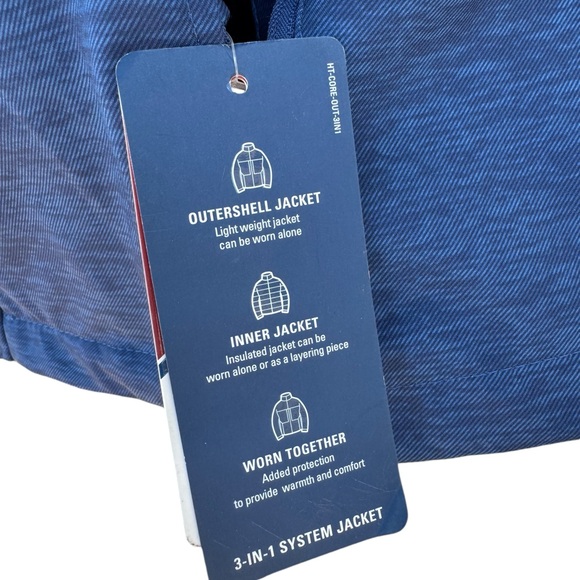 HT-CORE-OUT-3IN1
OUTERSHELL JACKET
Light weight jacket
can be worn alone
INNER JACKET
Insulated jacket can be
worn alone or as a layering piece
WORN TOGETHER
Added protection
to provide warmth and comfort
3-IN-1 SYSTEM JACKET